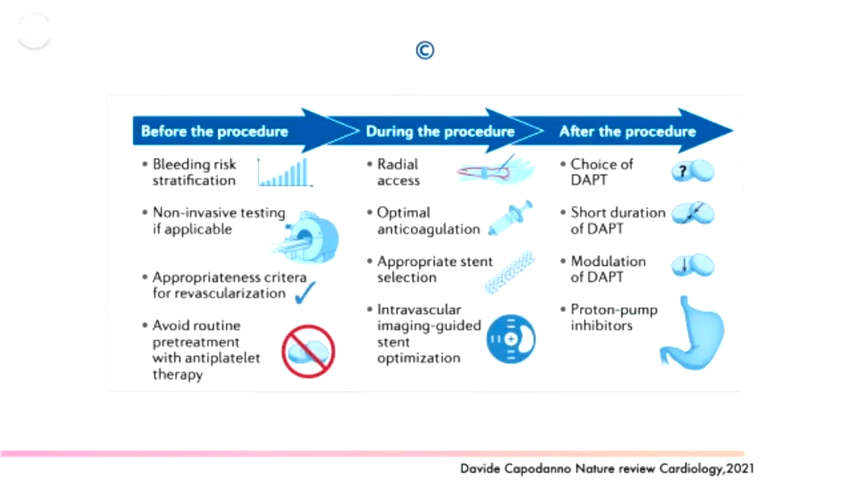 ©
Before the procedure
During the procedure
After the procedure
• Bleeding risk
stratification
• Non-invasive testing
if applicable
• Appropriateness critera
for revascularization
• Avoid routine
pretreatment
with antiplatelet
therapy
• Radial
access
• Optimal
anticoagulation
• Appropriate stent
selection
• Intravascular
imaging-guided
stent
optimization
• Choice of
DAPT
?
• Short duration
of DAPT
• Modulation
of DAPT
• Proton-pump
inhibitors
Davide Capodanno Nature review Cardiology,2021